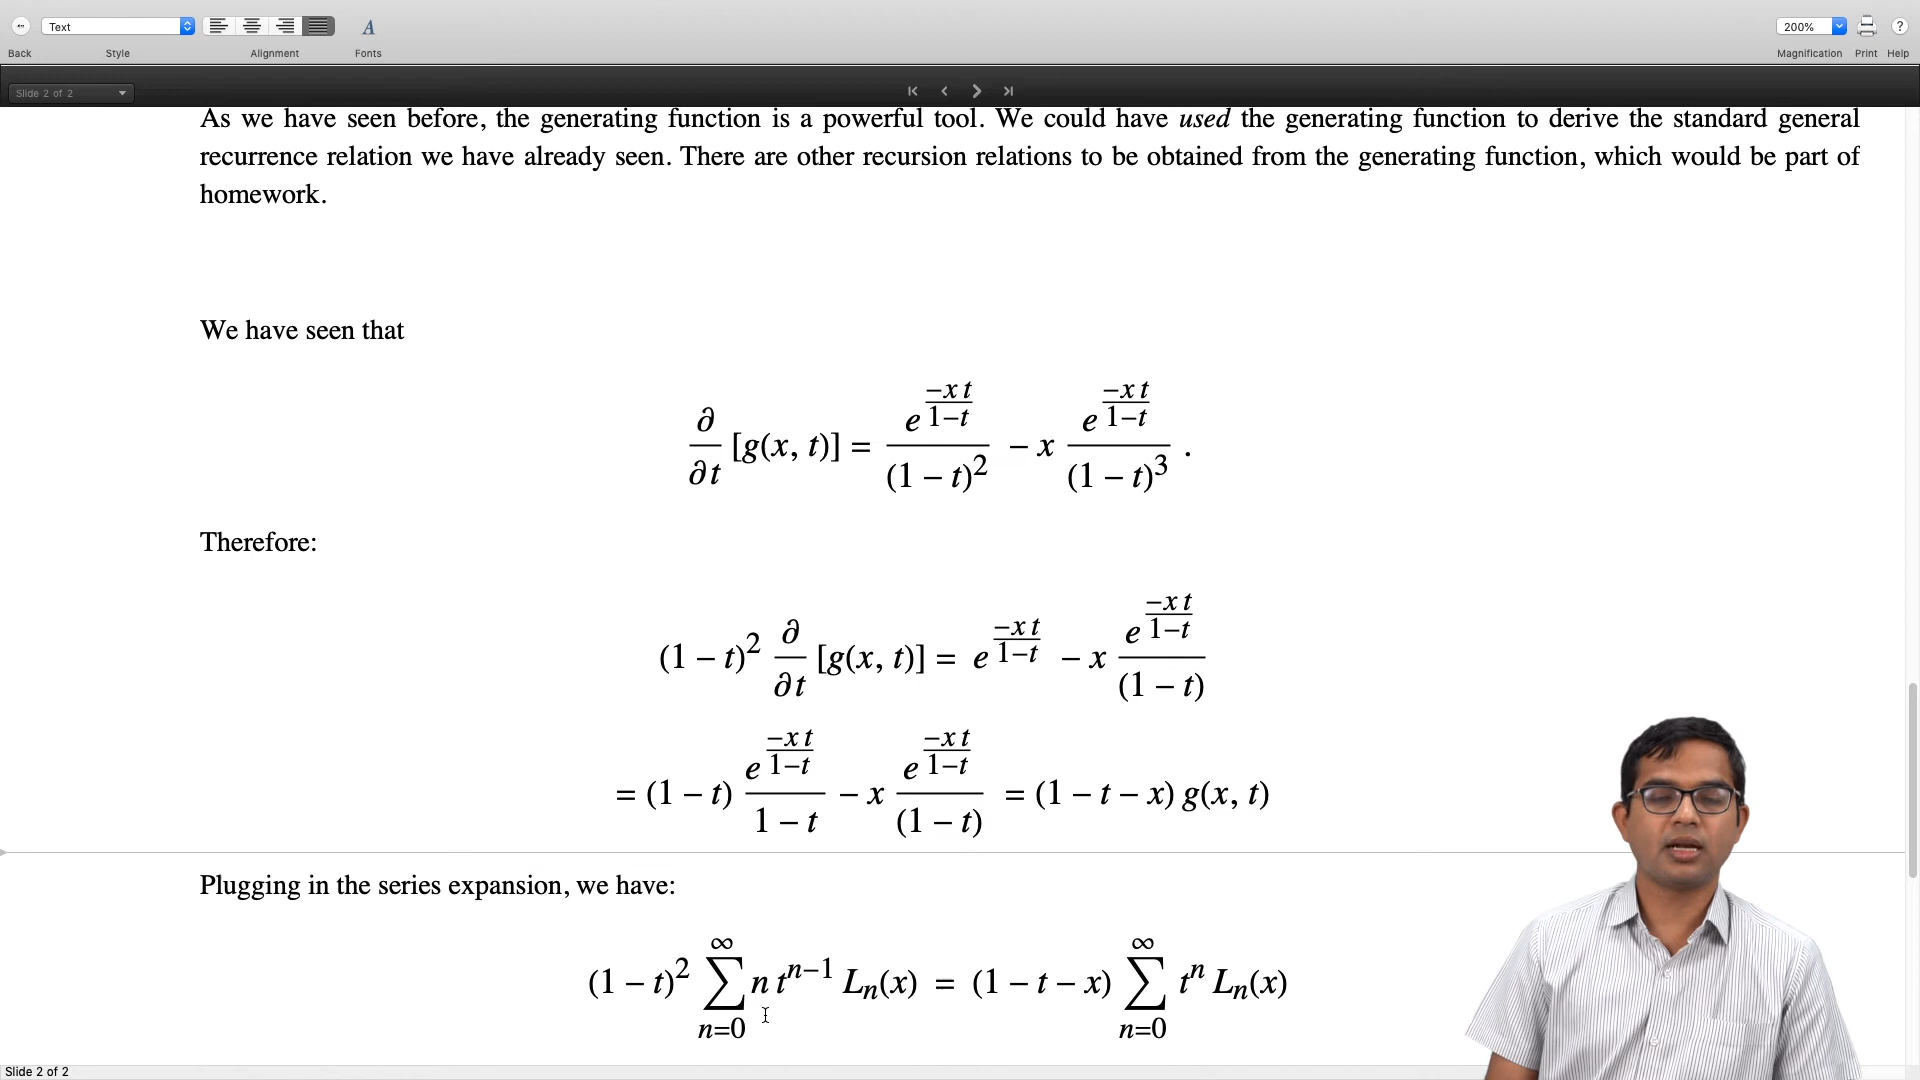 Text
Back
Style
Alignment
A
Fonts
200%
?
Magnification
Print
Help
Slide 2 of 2
As we have seen before, the generating function is a powerful tool. We could have used the generating function to derive the standard general
recurrence relation we have already seen. There are other recursion relations to be obtained from the generating function, which would be part of
homework.
We have seen that
∂/∂t [g(x, t)] = e^(−x t/1−t)/(1 − t)^2 − x e^(−x t/1−t)/(1 − t)^3 .
Therefore:
(1 − t)^2 ∂/∂t [g(x, t)] = e^(−x t/1−t) − x e^(−x t/1−t)/(1 − t)
= (1 − t) e^(−x t/1−t)/1 − t − x e^(−x t/1−t)/(1 − t) = (1 − t − x) g(x, t)
Plugging in the series expansion, we have:
(1 − t)^2 ∑_{n=0}^∞ n t^{n−1} L_n(x) = (1 − t − x) ∑_{n=0}^∞ t^n L_n(x)
Slide 2 of 2